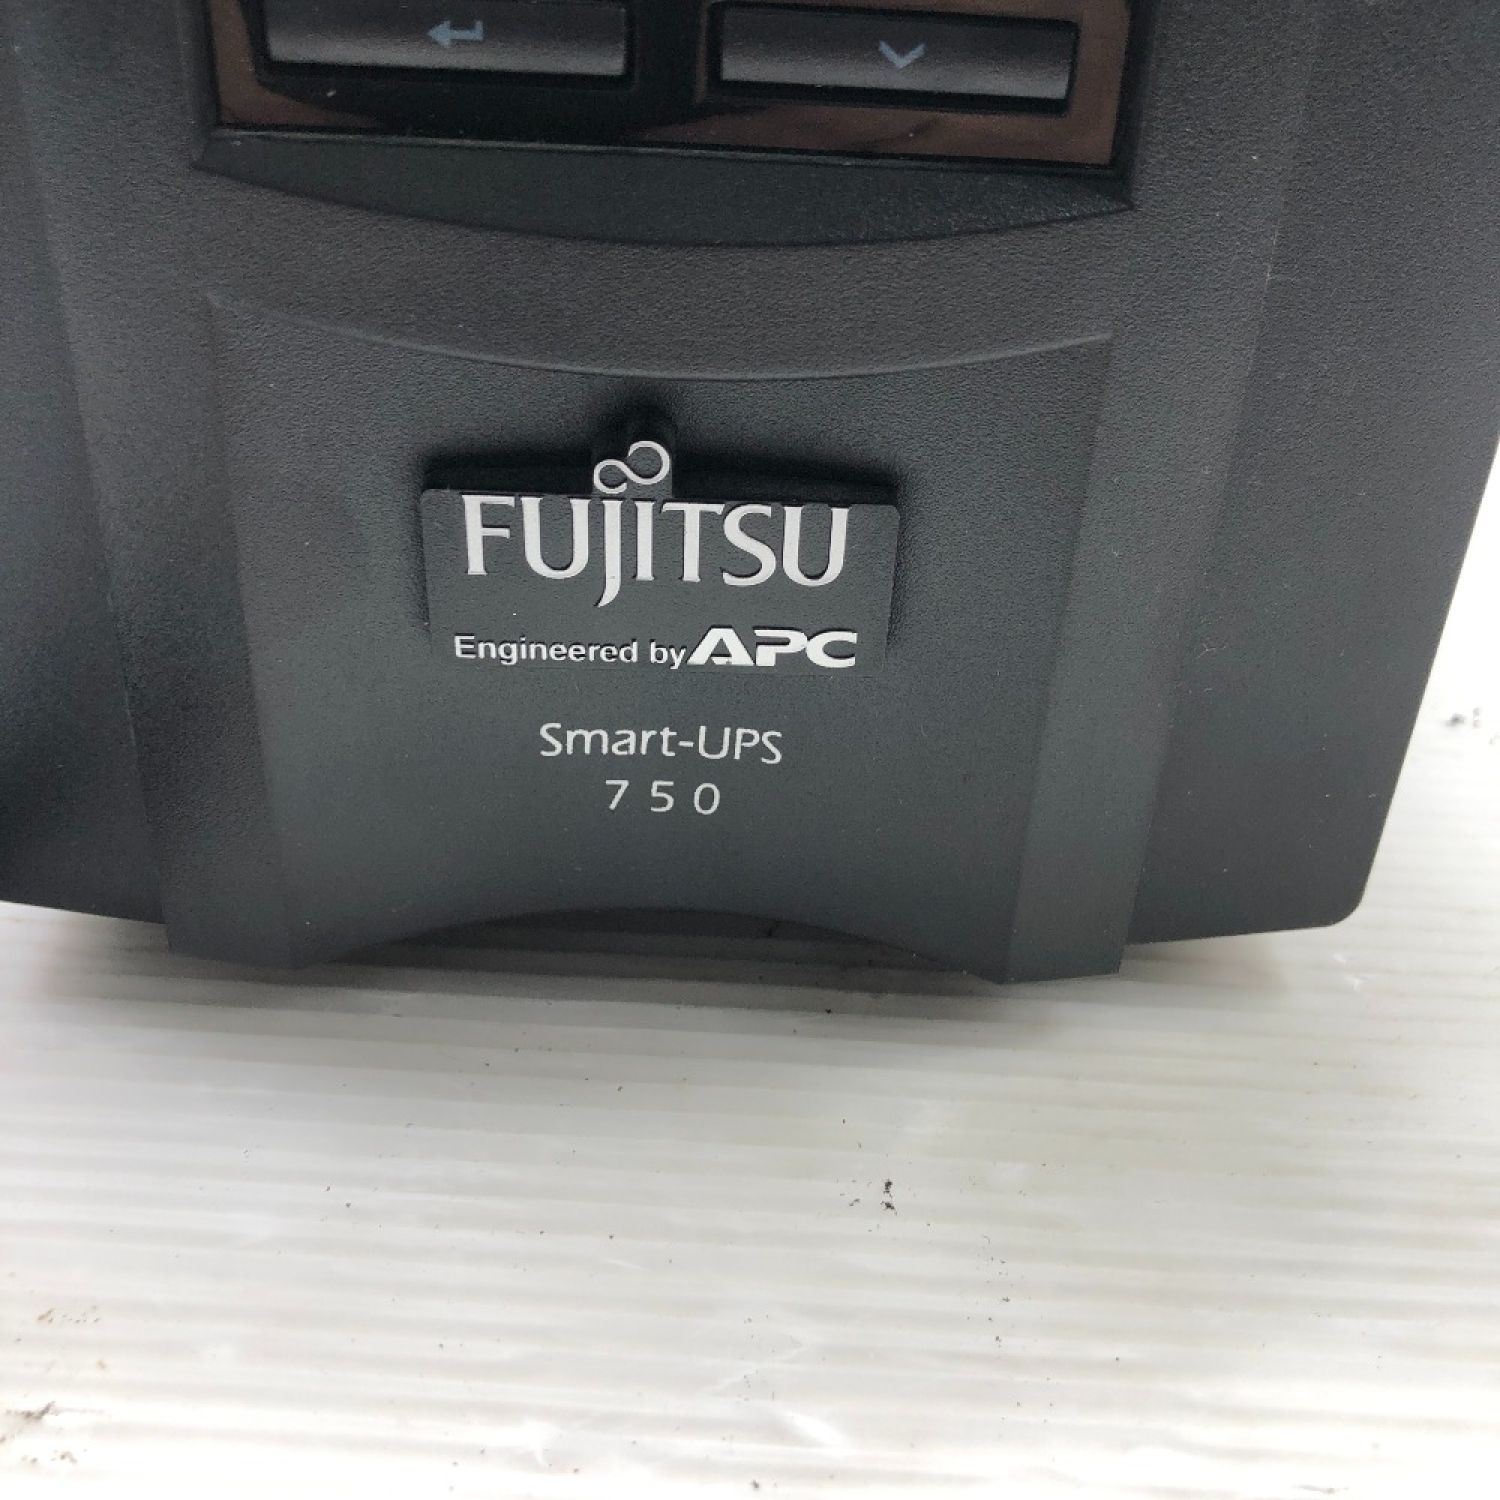 FUJITSU
Engineered by APC
Smart-UPS
750